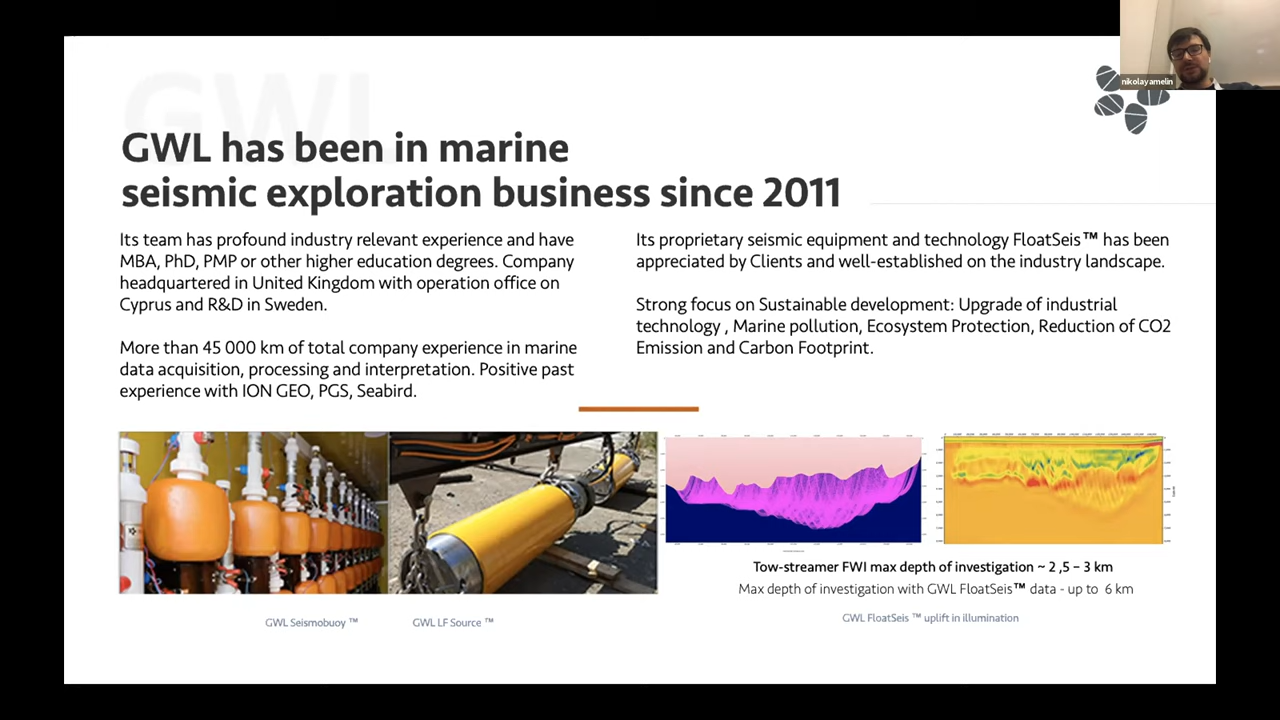 nikolay amelin
GWL
GWL has been in marine
seismic exploration business since 2011
Its team has profound industry relevant experience and have
MBA, PhD, PMP or other higher education degrees. Company
headquartered in United Kingdom with operation office on
Cyprus and R&D in Sweden.
More than 45 000 km of total company experience in marine
data acquisition, processing and interpretation. Positive past
experience with ION GEO, PGS, Seabird.
Its proprietary seismic equipment and technology FloatSeis™ has been
appreciated by Clients and well-established on the industry landscape.
Strong focus on Sustainable development: Upgrade of industrial
technology , Marine pollution, Ecosystem Protection, Reduction of CO2
Emission and Carbon Footprint.
Tow-streamer FWI max depth of investigation ~ 2 ,5 – 3 km
Max depth of investigation with GWL FloatSeis™ data - up to 6 km
GWL Seismobuoy ™
GWL LF Source ™
GWL FloatSeis ™ uplift in illumination